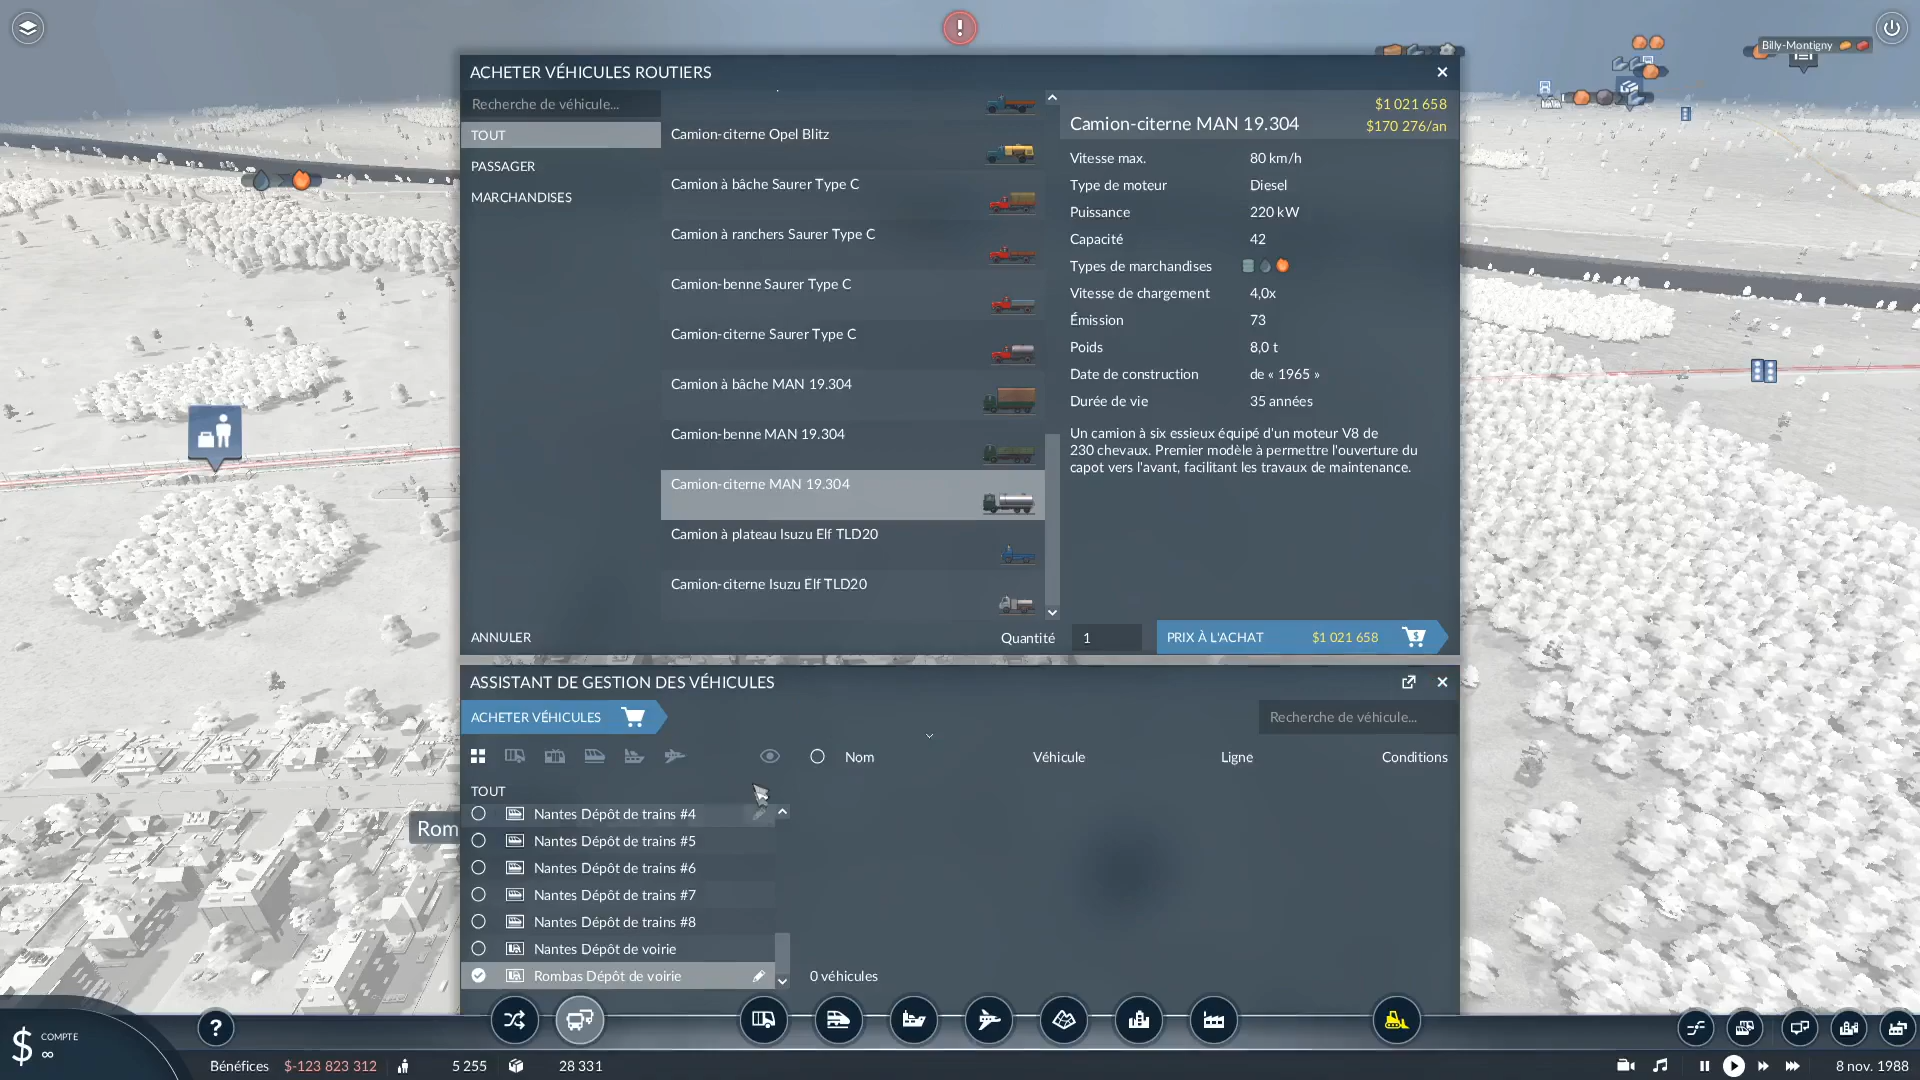 Billy-Montigny
ACHETER VÉHICULES ROUTIERS
Recherche de véhicule...
TOUT
PASSAGER
MARCHANDISES
Camion-citerne Opel Blitz
Camion à bâche Saurer Type C
Camion à ranchers Saurer Type C
Camion-benne Saurer Type C
Camion-citerne Saurer Type C
Camion à bâche MAN 19.304
Camion-benne MAN 19.304
Camion-citerne MAN 19.304
Camion à plateau Isuzu Elf TLD20
Camion-citerne Isuzu Elf TLD20
$1 021 658
Camion-citerne MAN 19.304
$170 276/an
Vitesse max. 80 km/h
Type de moteur Diesel
Puissance 220 kW
Capacité 42
Types de marchandises
Vitesse de chargement 4,0x
Émission 73
Poids 8,0 t
Date de construction de « 1965 »
Durée de vie 35 années
Un camion à six essieux équipé d'un moteur V8 de
230 chevaux. Premier modèle à permettre l'ouverture du
capot vers l'avant, facilitant les travaux de maintenance.
ANNULER
Quantité 1
PRIX À L'ACHAT $1 021 658
ASSISTANT DE GESTION DES VÉHICULES
ACHETER VÉHICULES
Recherche de véhicule...
Nom Véhicule Ligne Conditions
TOUT
Nantes Dépôt de trains #4
Nantes Dépôt de trains #5
Nantes Dépôt de trains #6
Nantes Dépôt de trains #7
Nantes Dépôt de trains #8
Nantes Dépôt de voirie
Rombas Dépôt de voirie
0 véhicules
Rom
?
$ COMPTE
∞
Bénéfices $-123 823 312 5 255 28 331
8 nov. 1988